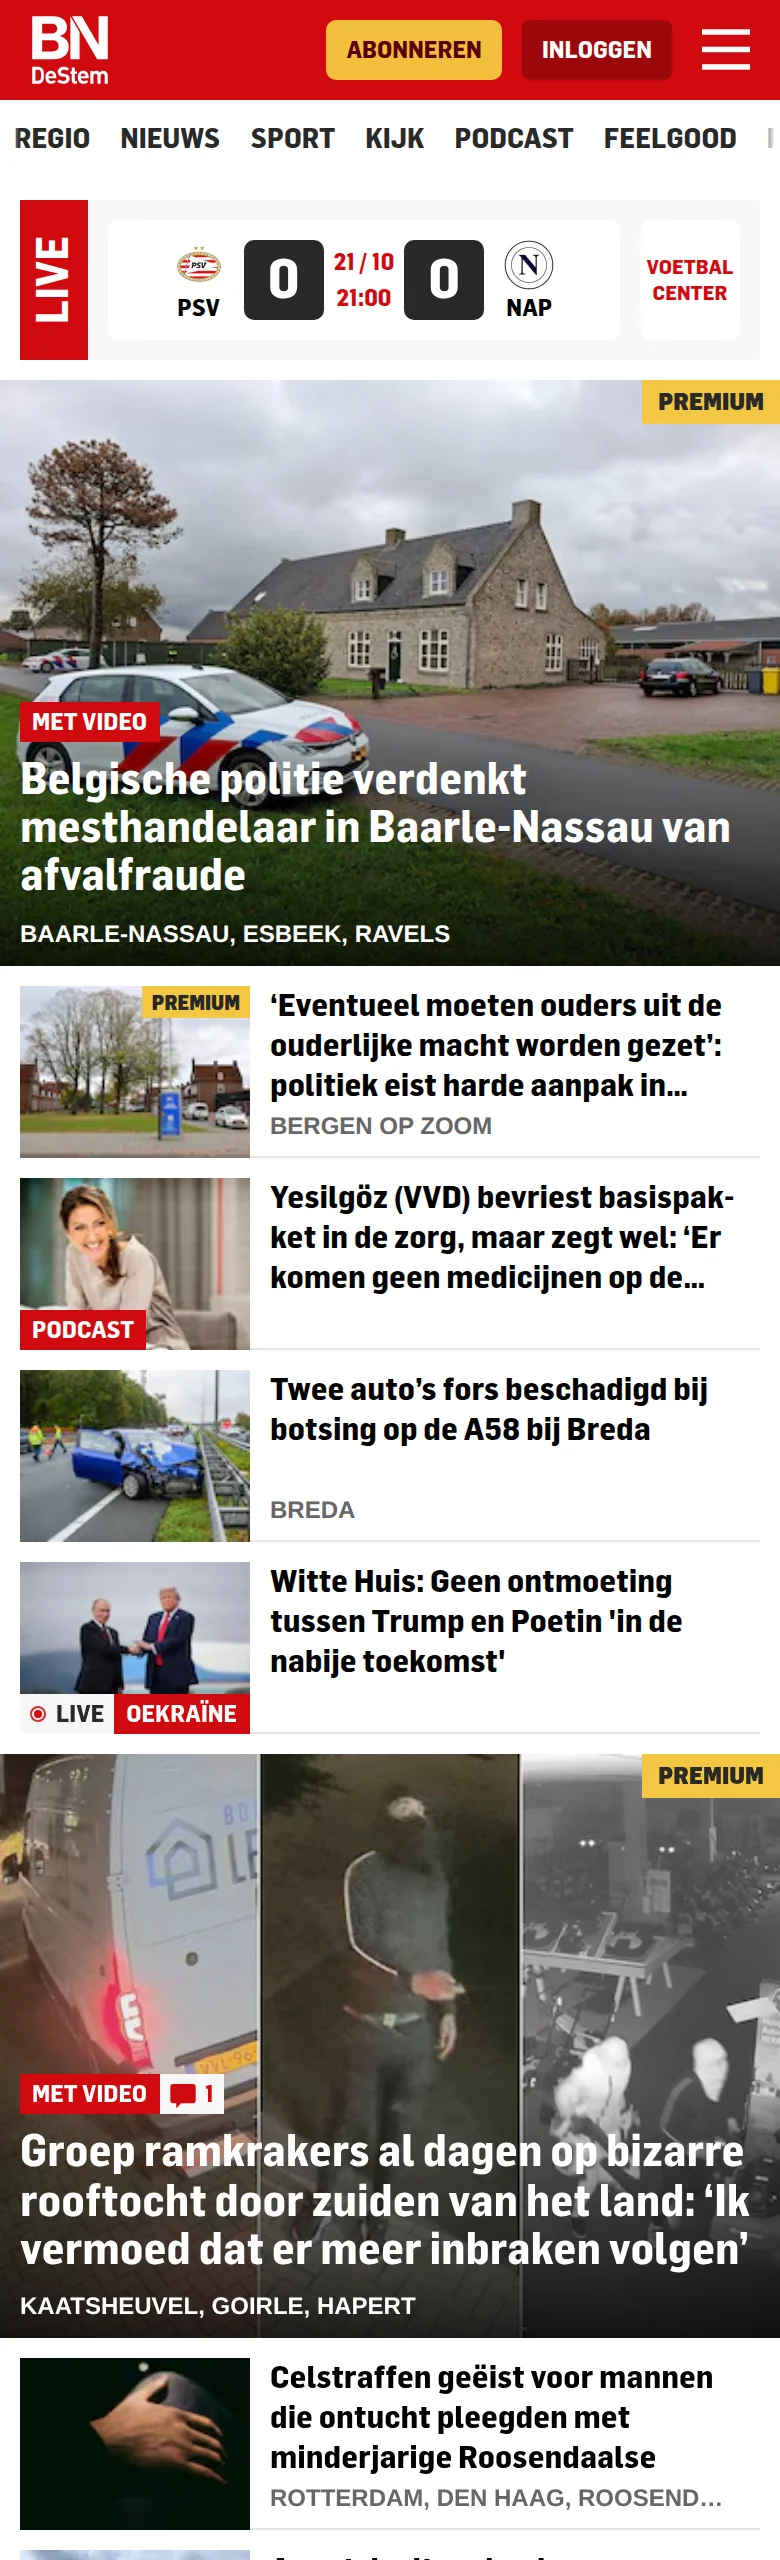 BN
DeStem
ABONNEREN
INLOGGEN
REGIO NIEUWS SPORT KIJK PODCAST FEELGOOD
LIVE
PSV
PSV
0
21 / 10
21:00
0
N
NAP
VOETBAL
CENTER
PREMIUM
MET VIDEO
Belgische politie verdenkt
mesthandelaar in Baarle-Nassau van
afvalfraude
BAARLE-NASSAU, ESBEEK, RAVELS
PREMIUM
‘Eventueel moeten ouders uit de
ouderlijke macht worden gezet’:
politiek eist harde aanpak in...
BERGEN OP ZOOM
Yesilgöz (VVD) bevriest basispak-
ket in de zorg, maar zegt wel: ‘Er
komen geen medicijnen op de...
PODCAST
Twee auto’s fors beschadigd bij
botsing op de A58 bij Breda
BREDA
Witte Huis: Geen ontmoeting
tussen Trump en Poetin 'in de
nabije toekomst'
LIVE OEKRAÏNE
PREMIUM
MET VIDEO 1
Groep ramkrakers al dagen op bizarre
rooftocht door zuiden van het land: ‘Ik
vermoed dat er meer inbraken volgen’
KAATSHEUVEL, GOIRLE, HAPERT
Celstraffen geëist voor mannen
die ontucht pleegden met
minderjarige Roosendaalse
ROTTERDAM, DEN HAAG, ROOSEND...